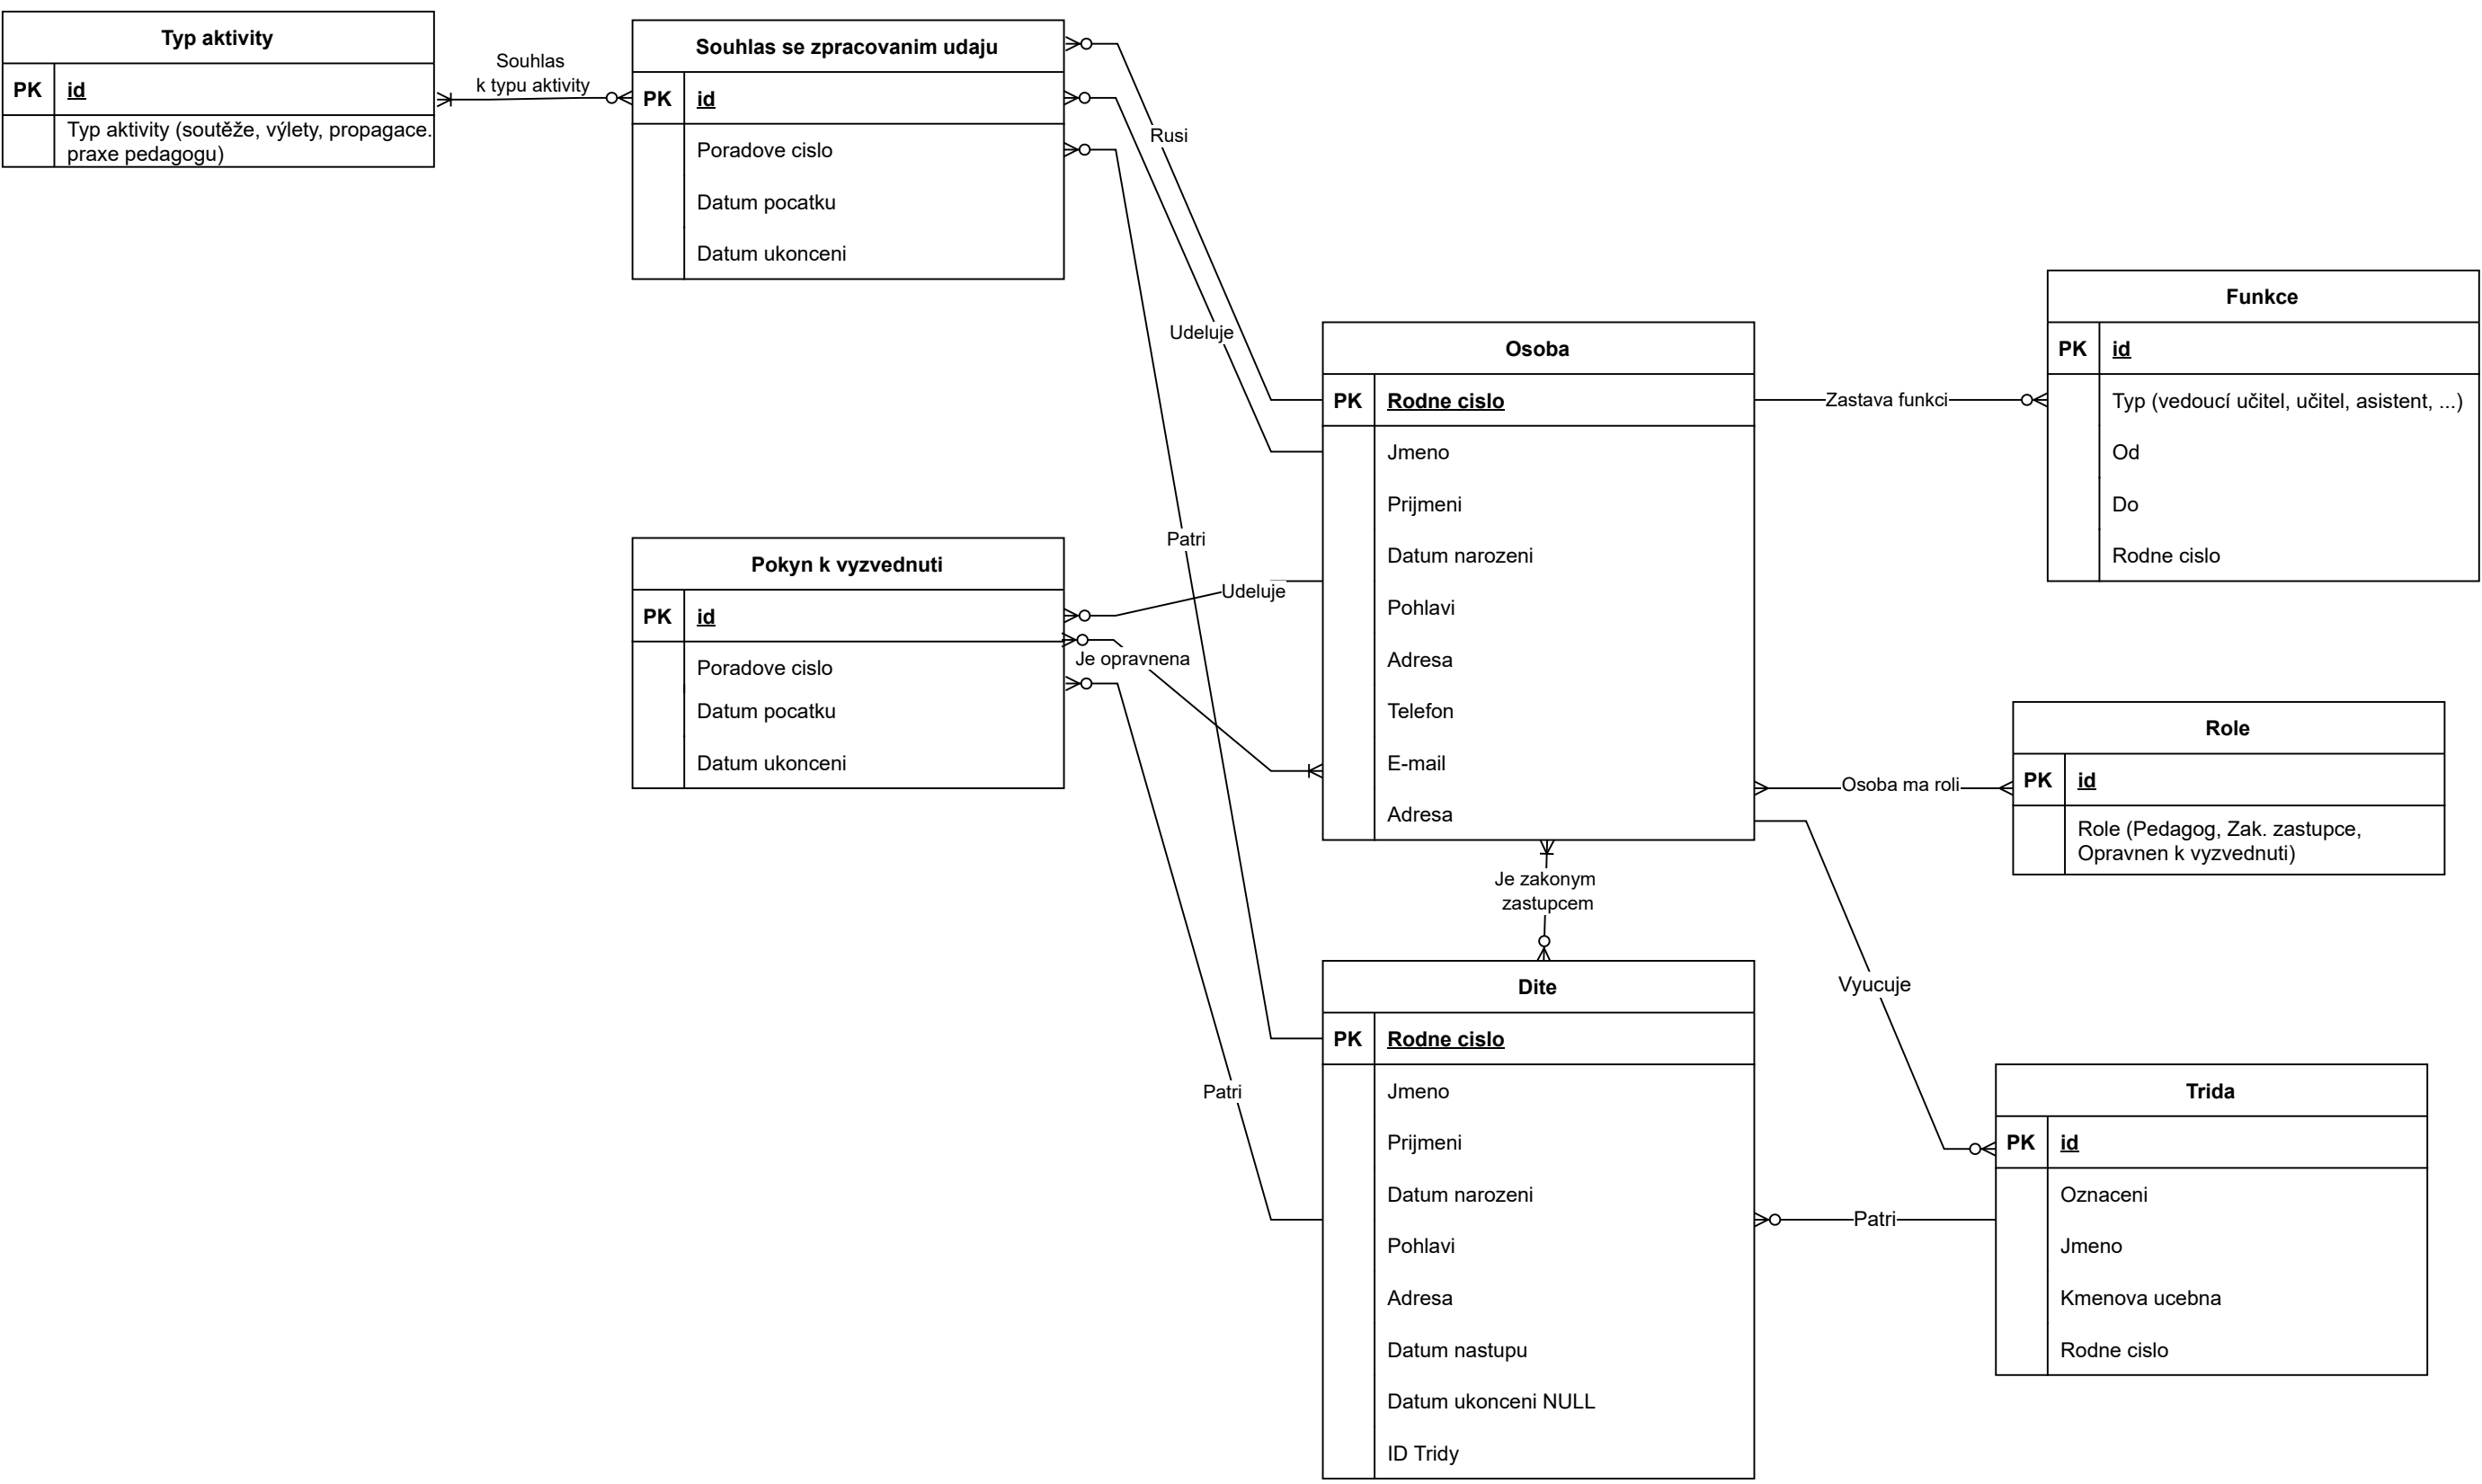 Typ aktivity
PK
id
Typ aktivity (soutěže, výlety, propagace.
praxe pedagogu)
Souhlas
k typu aktivity
Souhlas se zpracovanim udaju
PK
id
Poradove cislo
Datum pocatku
Datum ukonceni
Rusi
Udeluje
Patri
Pokyn k vyzvednuti
PK
id
Poradove cislo
Datum pocatku
Datum ukonceni
Udeluje
Je opravnena
Patri
Osoba
PK
Rodne cislo
Jmeno
Prijmeni
Datum narozeni
Pohlavi
Adresa
Telefon
E-mail
Adresa
Zastava funkci
Funkce
PK
id
Typ (vedoucí učitel, učitel, asistent, ...)
Od
Do
Rodne cislo
Osoba ma roli
Role
PK
id
Role (Pedagog, Zak. zastupce,
Opravnen k vyzvednuti)
Je zakonym
zastupcem
Vyucuje
Dite
PK
Rodne cislo
Jmeno
Prijmeni
Datum narozeni
Pohlavi
Adresa
Datum nastupu
Datum ukonceni NULL
ID Tridy
Patri
Trida
PK
id
Oznaceni
Jmeno
Kmenova ucebna
Rodne cislo